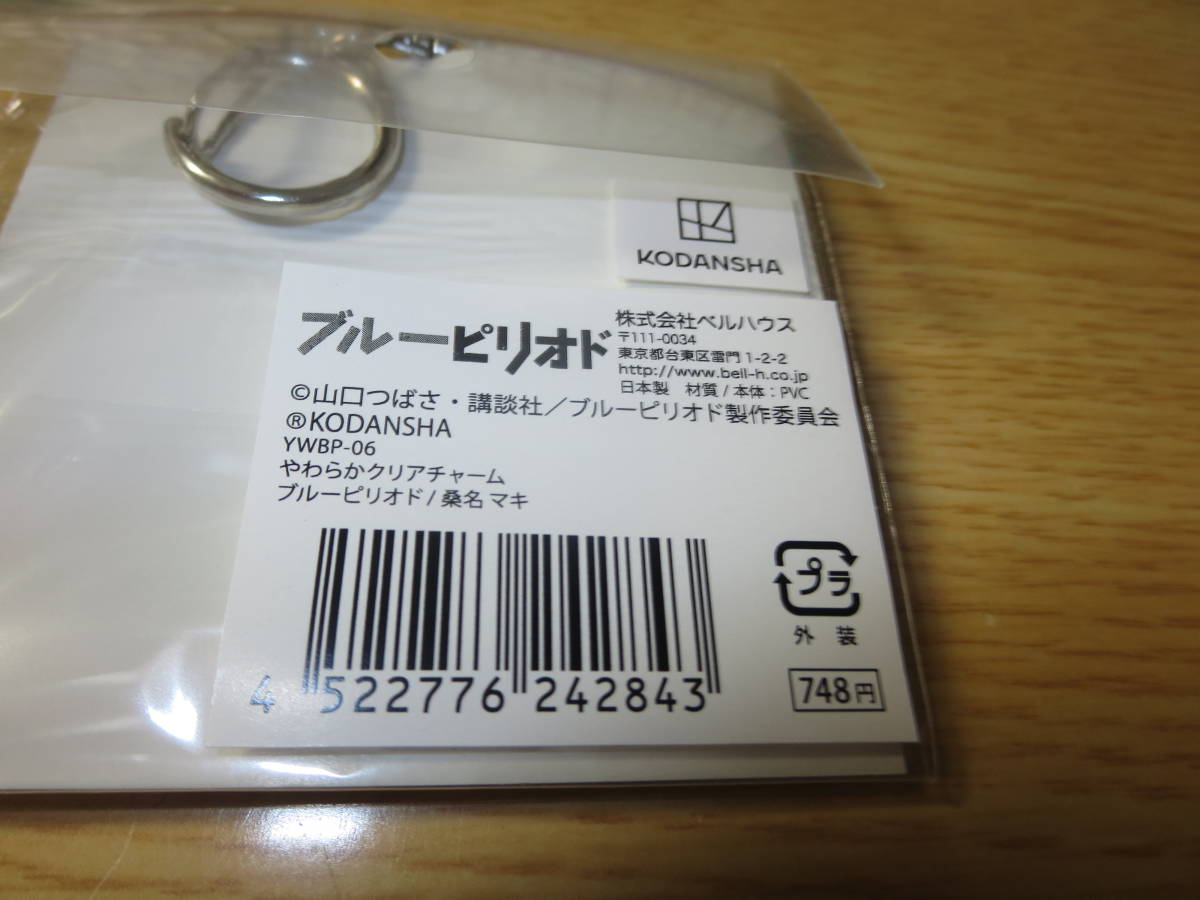 KODANSHA
ブルーピリオド
株式会社ベルハウス
〒111-0034
東京都台東区雷門1-2-2
http://www.bell-h.co.jp
日本製 材質/本体:PVC
©山口つばさ・講談社/ブルーピリオド製作委員会
®KODANSHA
YWBP-06
やわらかクリアチャーム
ブルーピリオド/桑名 マキ
プラ
外装
4 522776 242843
748円